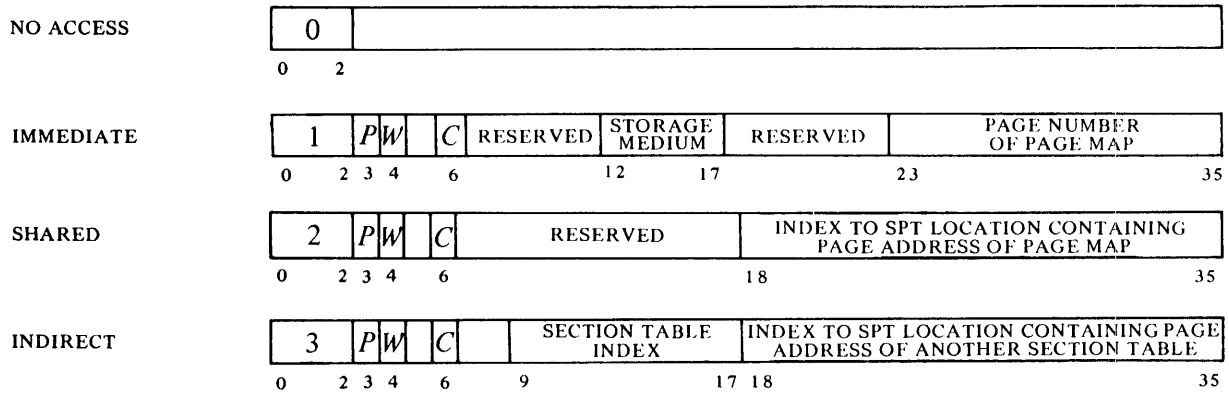 NO ACCESS 0
0 2
IMMEDIATE 1 P W C RESERVED STORAGE MEDIUM RESERVED PAGE NUMBER OF PAGE MAP
0 2 3 4 6 12 17 23 35
SHARED 2 P W C RESERVED INDEX TO SPT LOCATION CONTAINING PAGE ADDRESS OF PAGE MAP
0 2 3 4 6 18 35
INDIRECT 3 P W C SECTION TABLE INDEX INDEX TO SPT LOCATION CONTAINING PAGE ADDRESS OF ANOTHER SECTION TABLE
0 2 3 4 6 9 17 18 35